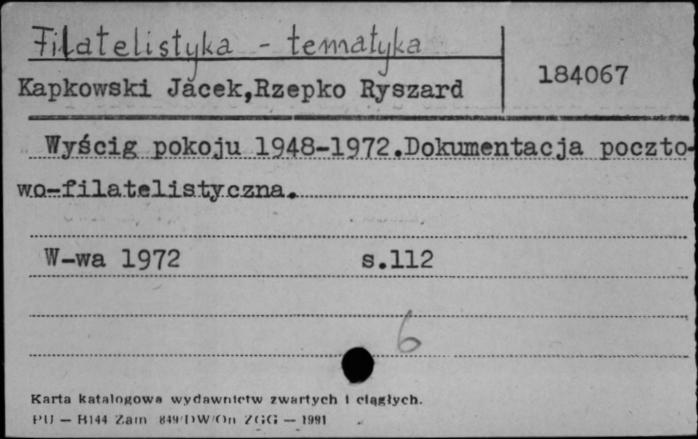 Filatelistyka - tematyka
Kapkowski Jacek,Rzepko Ryszard
184067
Wyścig pokoju 1948-1972.Dokumentacja poczto-
wo-filatelistyczna.
W-wa 1972 s.112
6
Karta katalogowa wydawnictw zwartych i ciągłych.
PU — H144 Zam 849/DW/On ZGG — 1991